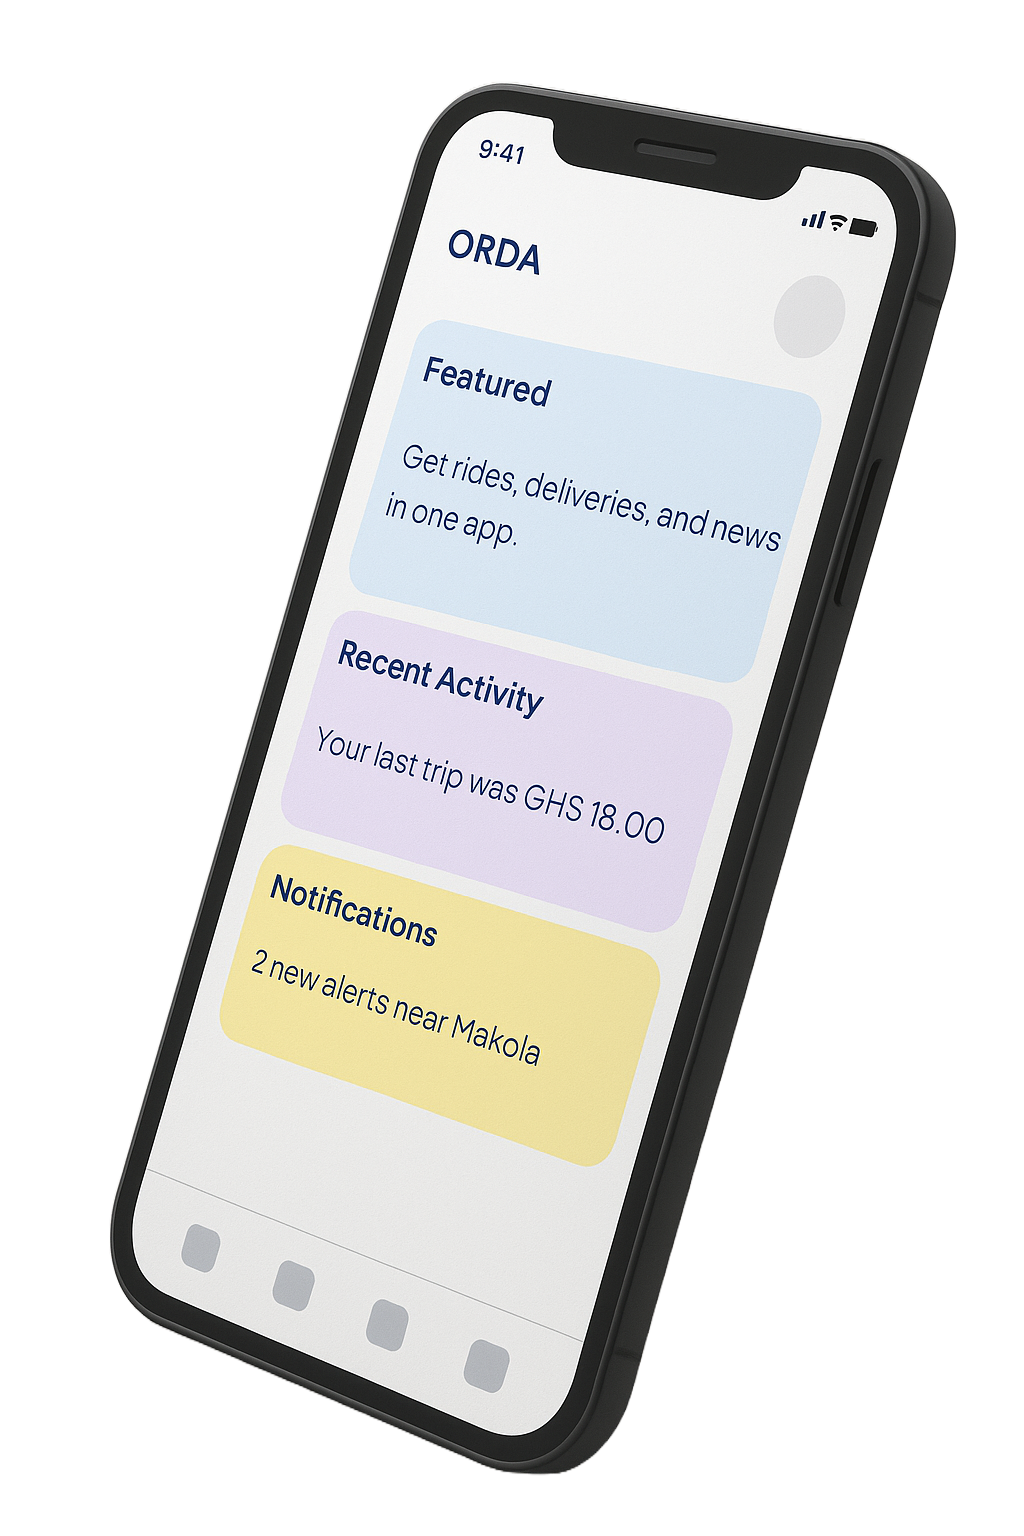 9:41
ORDA
Featured
Get rides, deliveries, and news
in one app.
Recent Activity
Your last trip was GHS 18.00
Notifications
2 new alerts near Makola